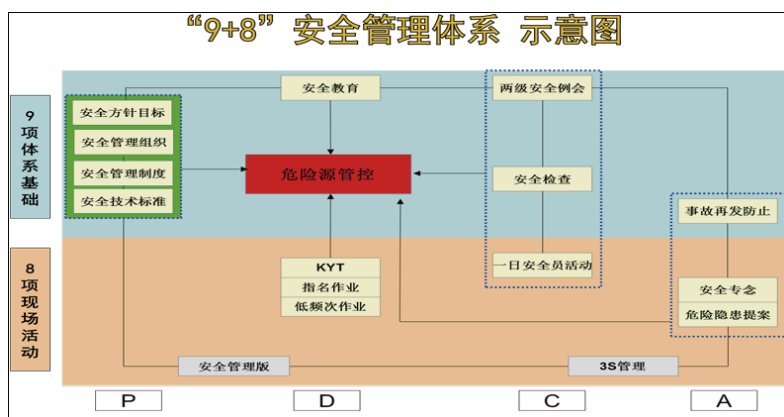 “9+8”安全管理体系 示意图
9项体系基础
安全方针目标
安全管理组织
安全管理制度
安全技术标准
安全教育
危险源管控
两级安全例会
安全检查
事故再发防止
8项现场活动
KYT
指名作业
低频次作业
一日安全员活动
安全专念
危险隐患提案
安全管理版
3S管理
P
D
C
A